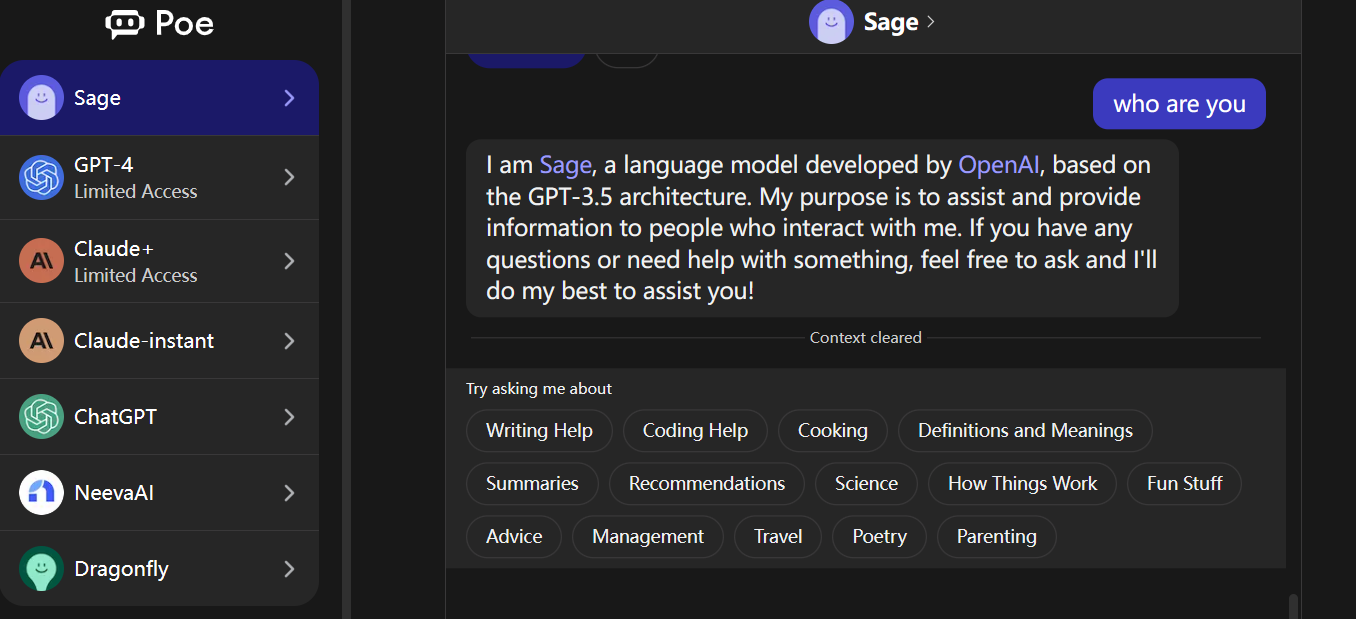 Poe
Sage
GPT-4
Limited Access
Claude+
Limited Access
Claude-instant
ChatGPT
NeevaAI
Dragonfly
Sage
who are you
I am Sage, a language model developed by OpenAI, based on
the GPT-3.5 architecture. My purpose is to assist and provide
information to people who interact with me. If you have any
questions or need help with something, feel free to ask and I'll
do my best to assist you!
Context cleared
Try asking me about
Writing Help Coding Help Cooking Definitions and Meanings
Summaries Recommendations Science How Things Work Fun Stuff
Advice Management Travel Poetry Parenting